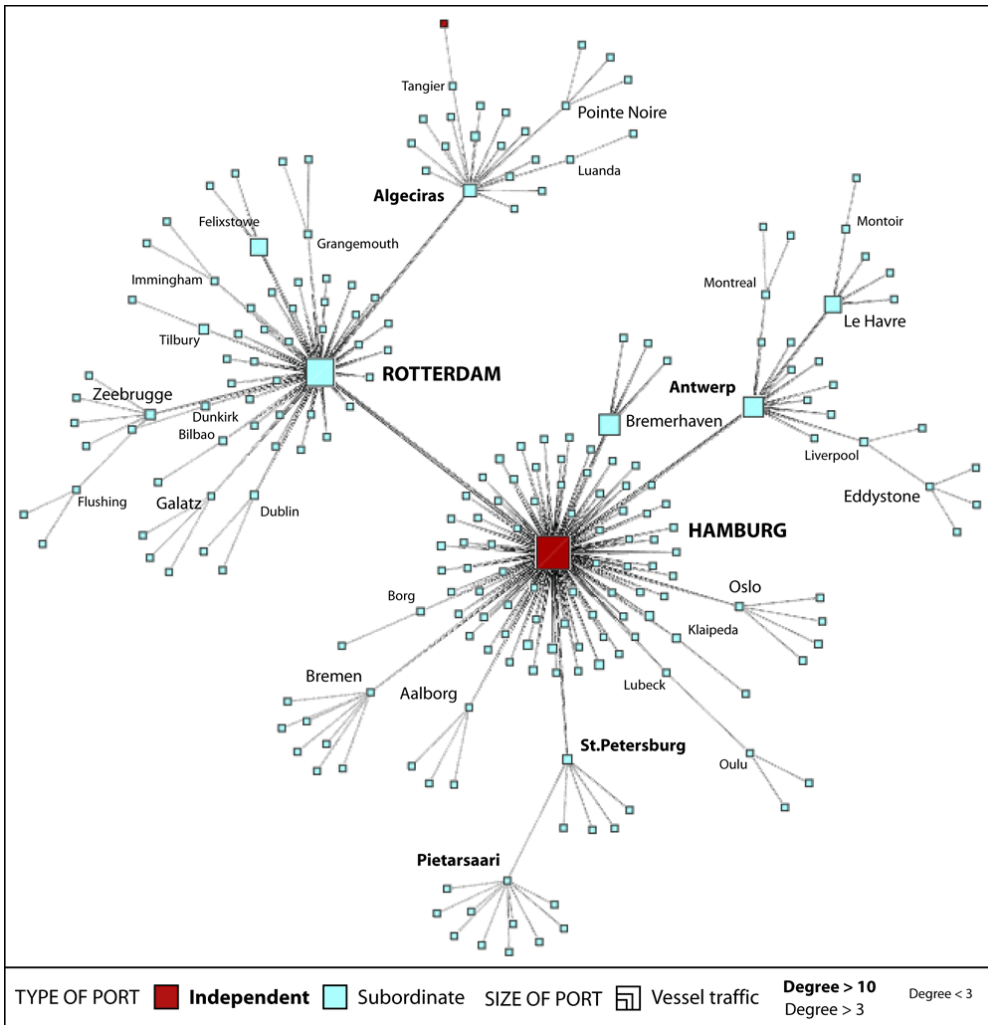 Tangier
Pointe Noire
Luanda
Algeciras
Felixstowe
Grangemouth
Montoir
Immingham
Montreal
Le Havre
Tilbury
ROTTERDAM
Antwerp
Zeebrugge
Dunkirk
Bremerhaven
Bilbao
Liverpool
Flushing
Galatz
Dublin
Eddystone
HAMBURG
Oslo
Borg
Klaipeda
Bremen
Lubeck
Aalborg
St.Petersburg
Oulu
Pietarsaari
TYPE OF PORT Independent Subordinate SIZE OF PORT Vessel traffic Degree > 10 Degree < 3
Degree > 3